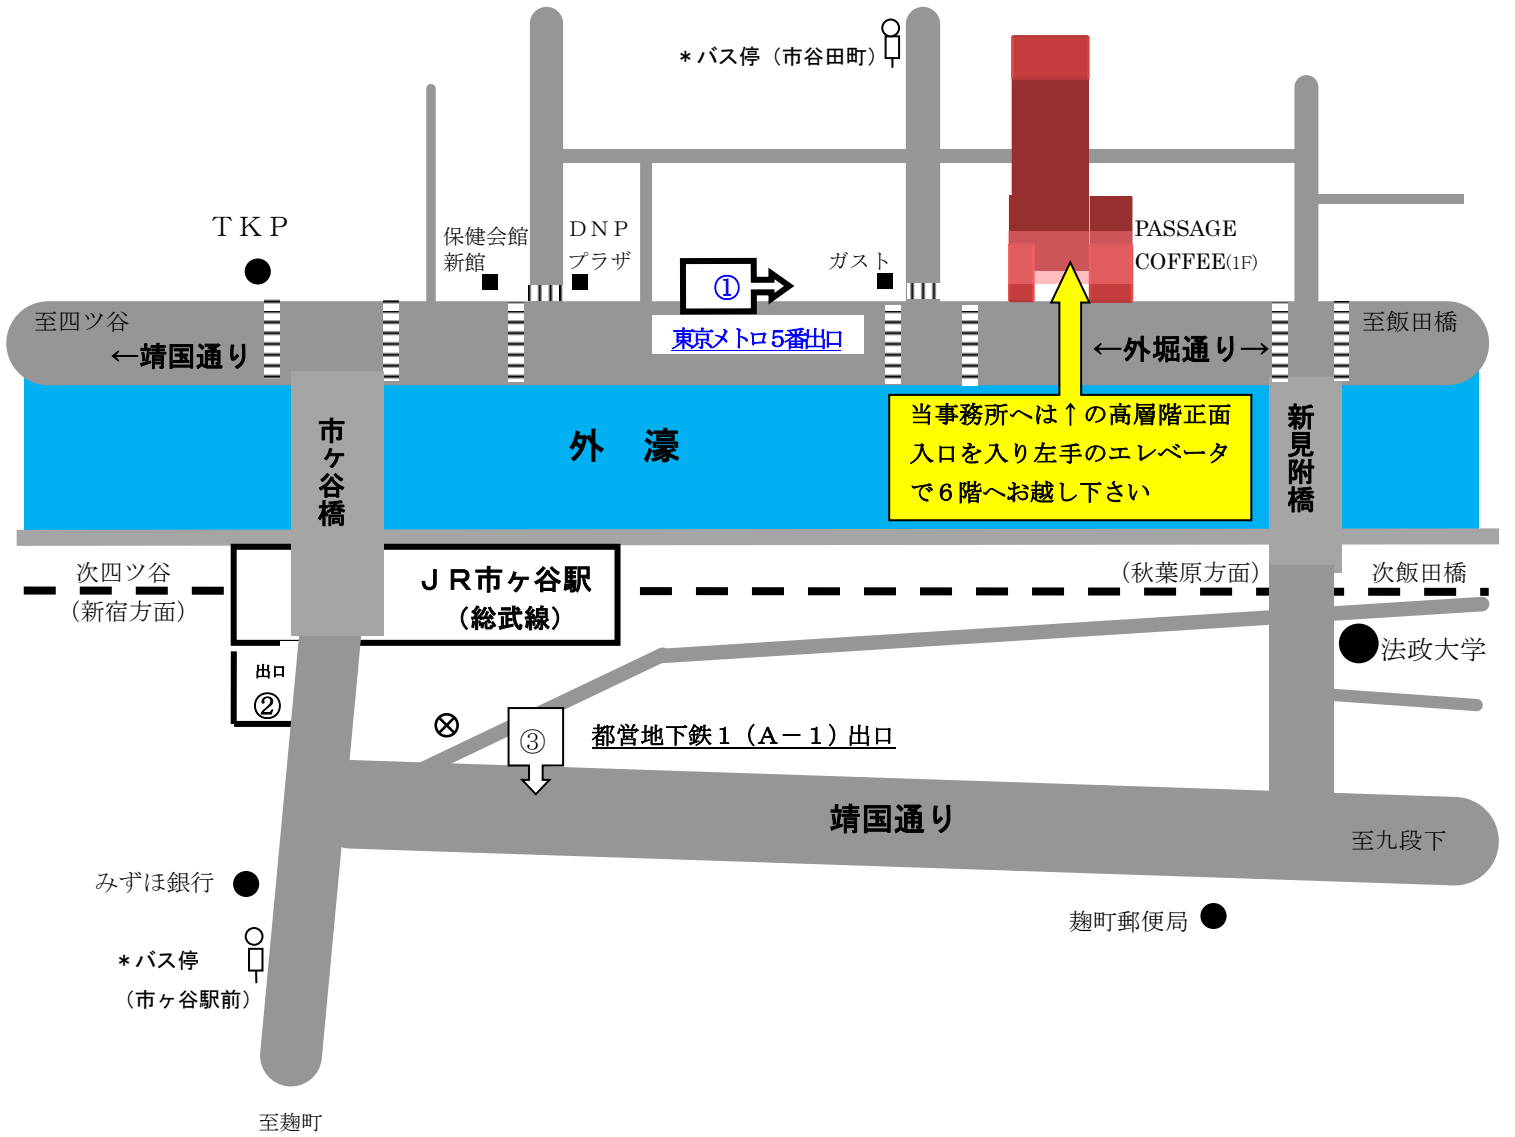 *バス停（市谷田町）
ＴＫＰ
保健会館
新館
ＤＮＰ
プラザ
①
ガスト
PASSAGE
COFFEE(1F)
至四ツ谷
←靖国通り
東京メトロ5番出口
←外堀通り→
至飯田橋
市ヶ谷橋
外　濠
当事務所へは↑の高層階正面
入口を入り左手のエレベータ
で６階へお越し下さい
新見附橋
次四ツ谷
(新宿方面)
ＪＲ市ヶ谷駅
（総武線）
(秋葉原方面)
次飯田橋
出口
②
法政大学
③
都営地下鉄１（Ａ－１）出口
靖国通り
至九段下
みずほ銀行
麹町郵便局
*バス停
（市ヶ谷駅前）
至麹町